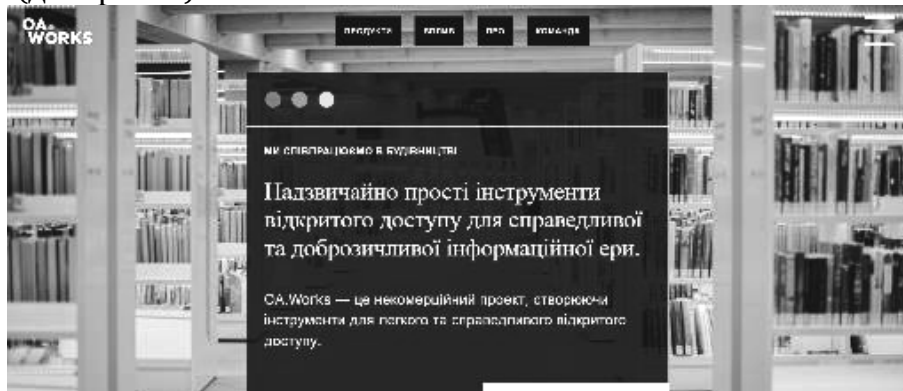 OA.
WORKS
ПРОДУКТИ ВПЛИВ ПРО КОМАНДА
МИ СПІВПРАЦЮЄМО В БУДІВНИЦТВІ
Надзвичайно прості інструменти
відкритого доступу для справедливої
та доброзичливої інформаційної ери.
OA.Works — це некомерційний проект, створюючи
інструменти для легкого та справедливого відкритого
доступу.